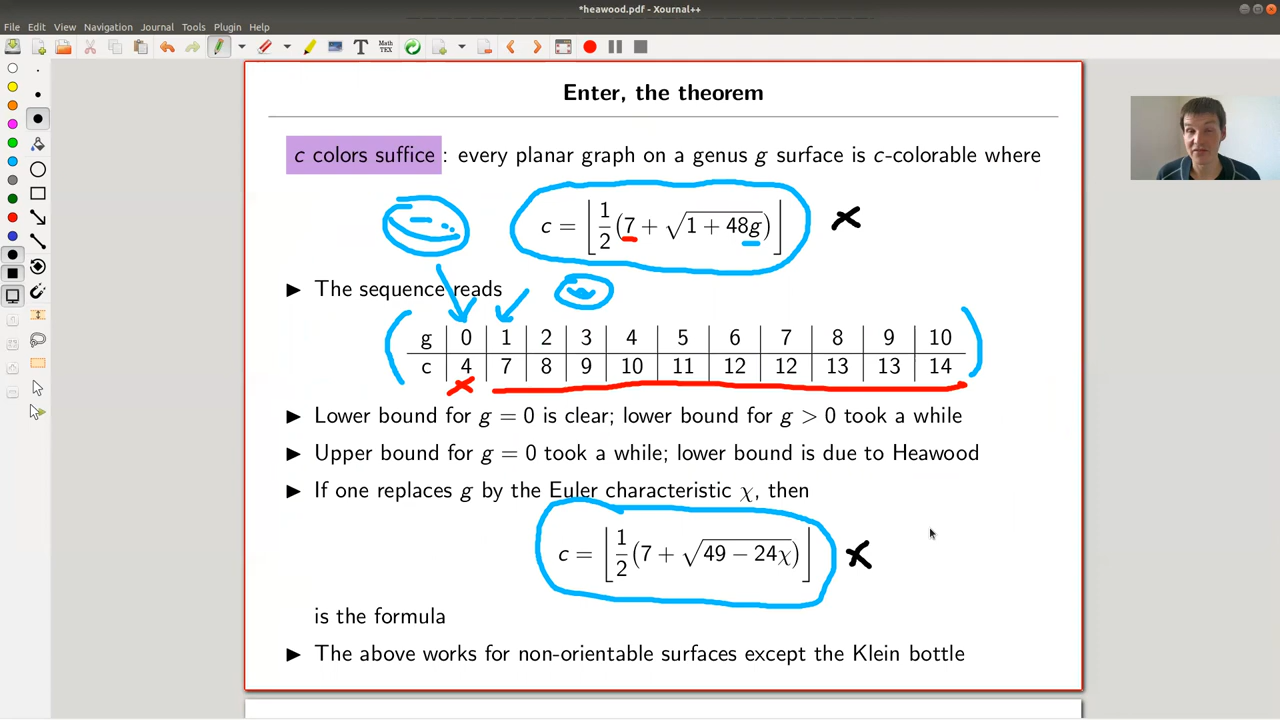 *heawood.pdf - Xournal++
File Edit View Navigation Journal Tools Plugin Help
Enter, the theorem
c colors suffice : every planar graph on a genus g surface is c-colorable where
c = ⌊1/2(7 + √(1 + 48g))⌋
▶ The sequence reads
g 0 1 2 3 4 5 6 7 8 9 10
c 4 7 8 9 10 11 12 12 13 13 14
▶ Lower bound for g = 0 is clear; lower bound for g > 0 took a while
▶ Upper bound for g = 0 took a while; lower bound is due to Heawood
▶ If one replaces g by the Euler characteristic χ, then
c = ⌊1/2(7 + √(49 − 24χ))⌋
is the formula
▶ The above works for non-orientable surfaces except the Klein bottle